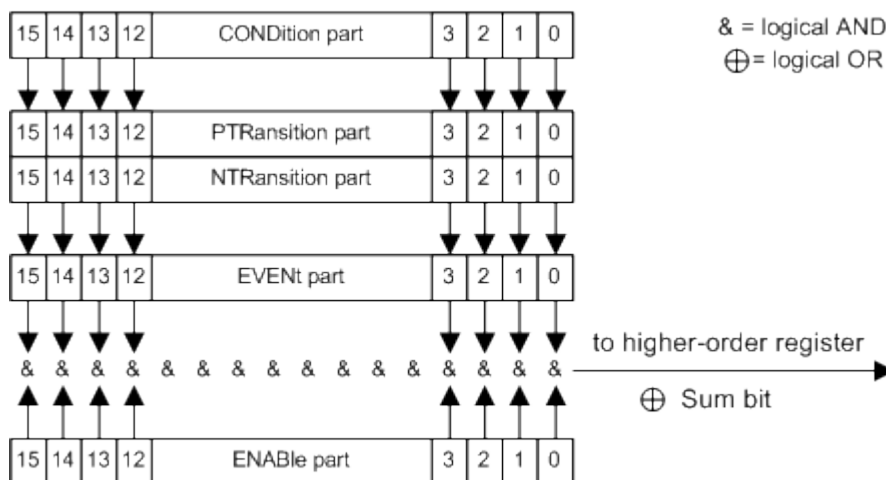 15 14 13 12 CONDition part 3 2 1 0
& = logical AND
⊕= logical OR
15 14 13 12 PTRansition part 3 2 1 0
15 14 13 12 NTRansition part 3 2 1 0
15 14 13 12 EVENt part 3 2 1 0
& & & & & & & & & & & & & & & &
to higher-order register
⊕ Sum bit
15 14 13 12 ENABle part 3 2 1 0